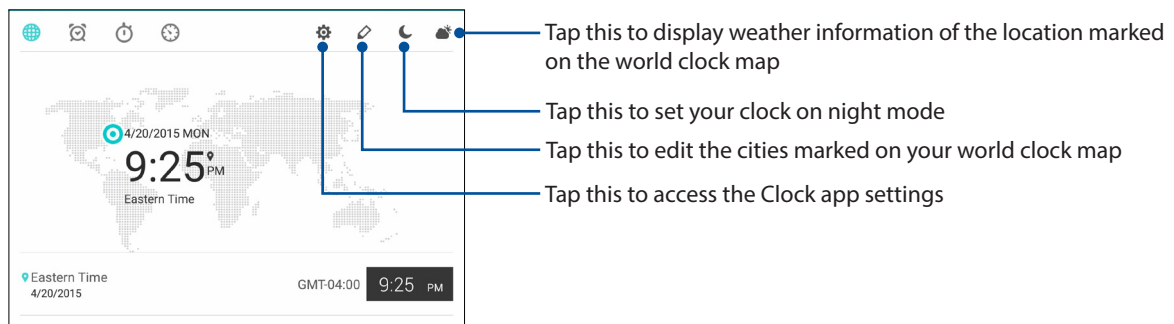 Tap this to display weather information of the location marked
on the world clock map
Tap this to set your clock on night mode
Tap this to edit the cities marked on your world clock map
Tap this to access the Clock app settings
4/20/2015 MON
9:25 PM
Eastern Time
Eastern Time
4/20/2015
GMT-04:00 9:25 PM